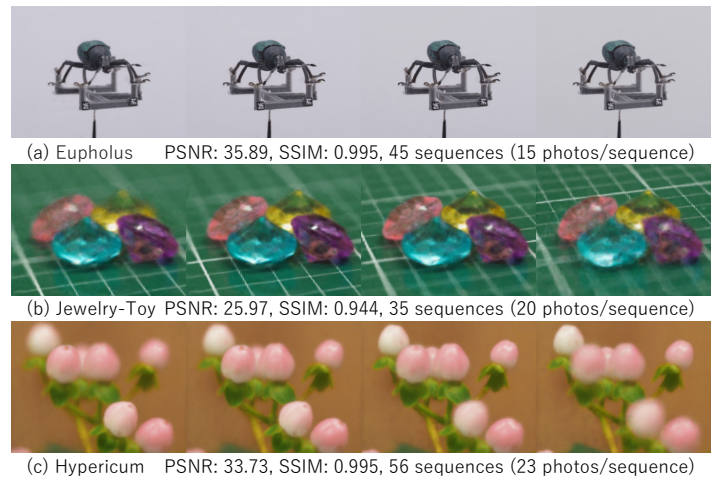 (a) Eupholus PSNR: 35.89, SSIM: 0.995, 45 sequences (15 photos/sequence)
(b) Jewelry-Toy PSNR: 25.97, SSIM: 0.944, 35 sequences (20 photos/sequence)
(c) Hypericum PSNR: 33.73, SSIM: 0.995, 56 sequences (23 photos/sequence)